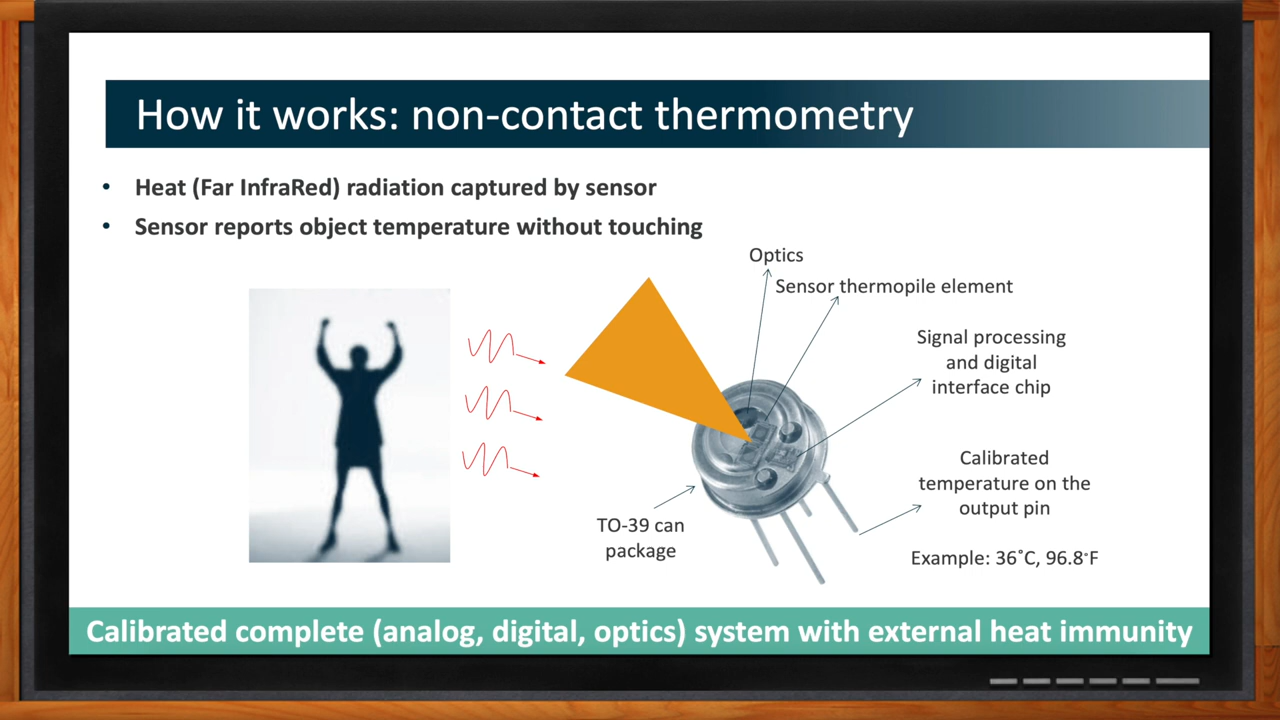 How it works: non-contact thermometry
• Heat (Far InfraRed) radiation captured by sensor
• Sensor reports object temperature without touching
Optics
Sensor thermopile element
Signal processing
and digital
interface chip
Calibrated
temperature on the
output pin
TO-39 can
package
Example: 36˚C, 96.8˚F
Calibrated complete (analog, digital, optics) system with external heat immunity